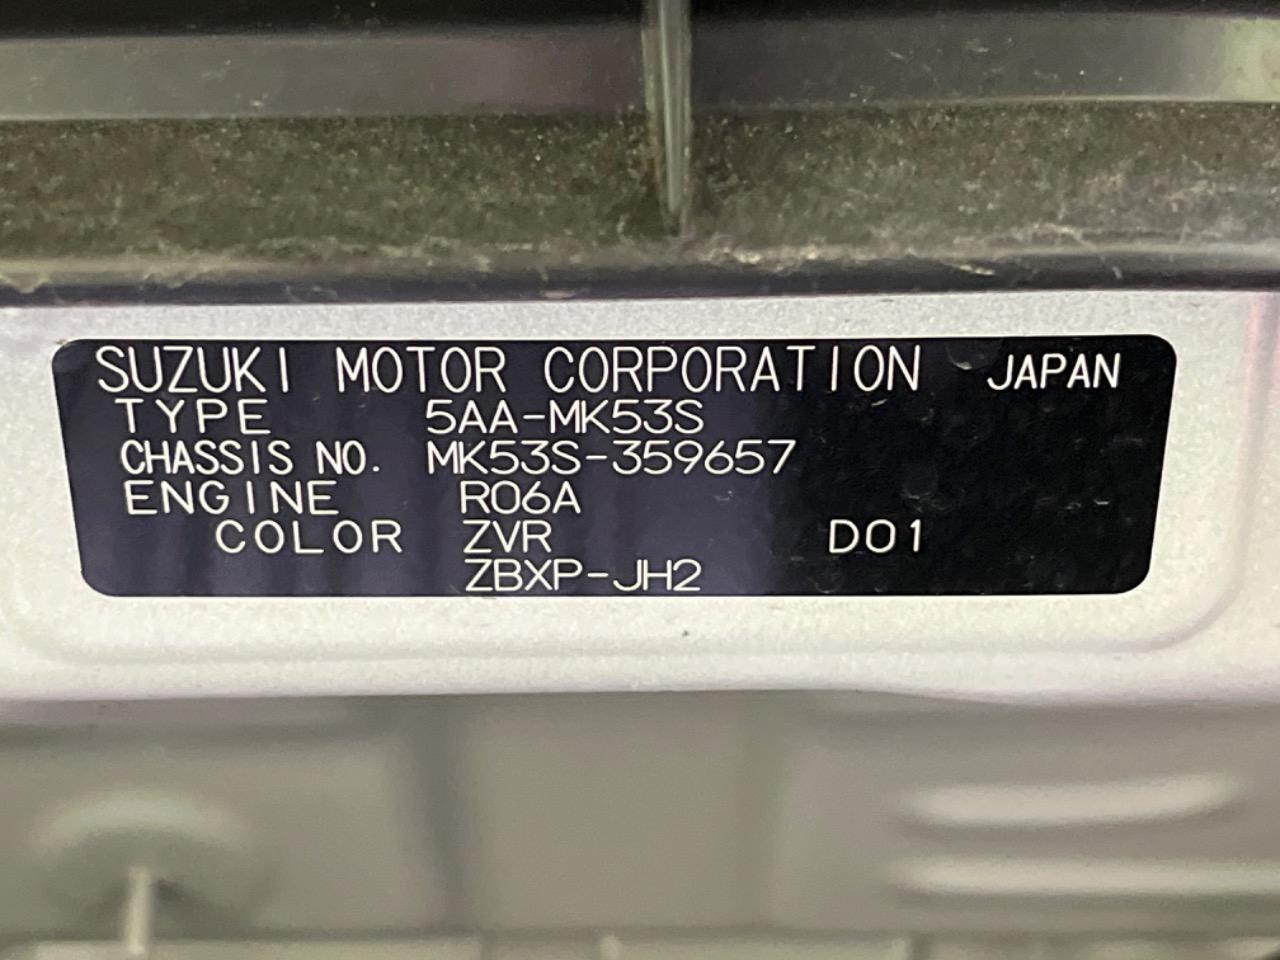 SUZUKI MOTOR CORPORATION JAPAN
TYPE 5AA-MK53S
CHASSIS NO. MK53S-359657
ENGINE R06A
COLOR ZVR D01
ZBXP-JH2